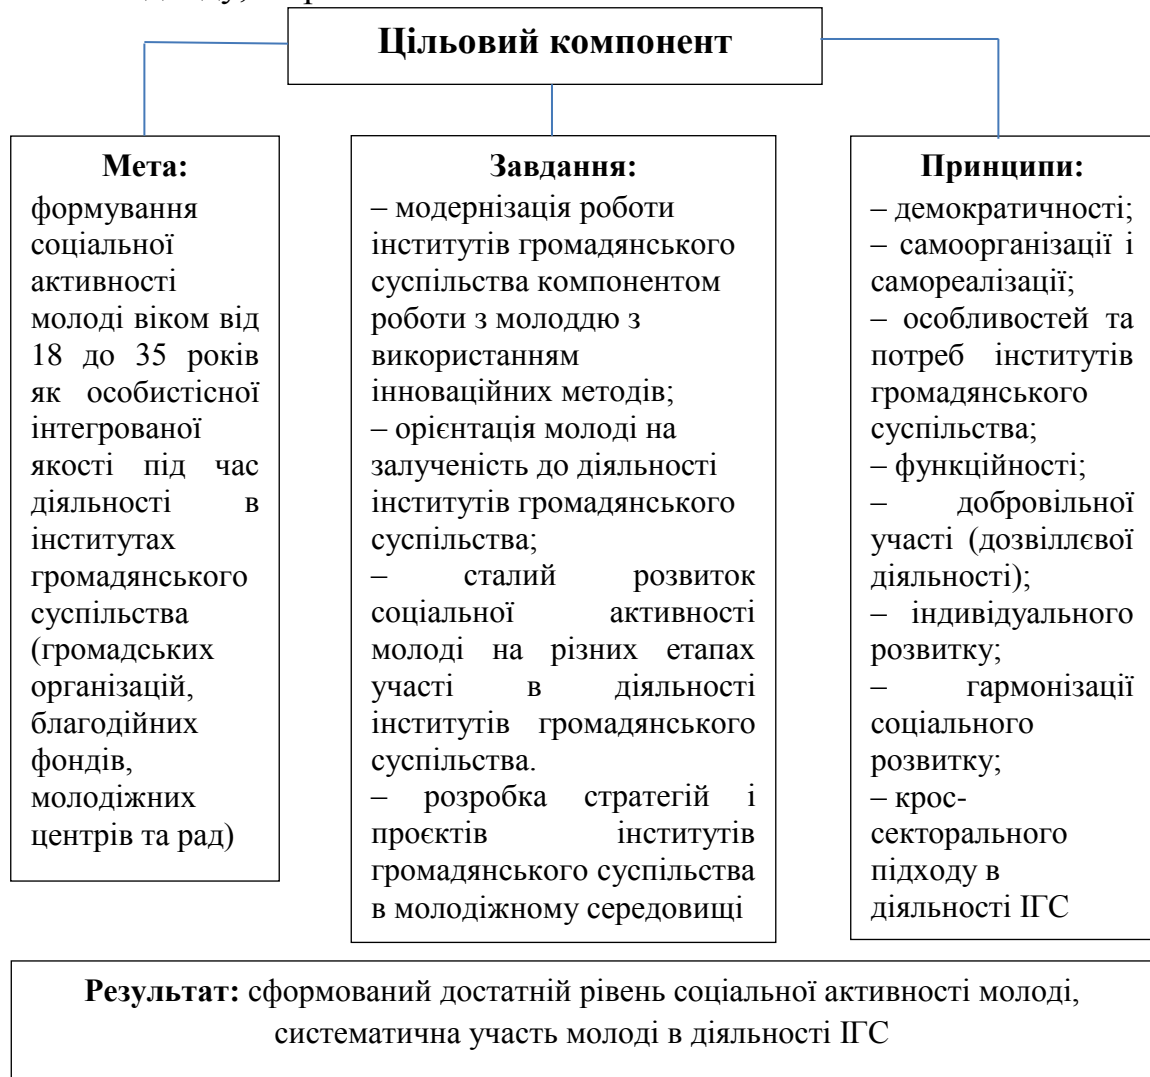 Цільовий компонент
Мета:
формування
соціальної
активності
молоді віком від
18 до 35 років
як особистісної
інтегрованої
якості під час
діяльності в
інститутах
громадянського
суспільства
(громадських
організацій,
благодійних
фондів,
молодіжних
центрів та рад)
Завдання:
– модернізація роботи
інститутів громадянського
суспільства компонентом
роботи з молоддю з
використанням
інноваційних методів;
– орієнтація молоді на
залученість до діяльності
інститутів громадянського
суспільства;
– сталий розвиток
соціальної активності
молоді на різних етапах
участі в діяльності
інститутів громадянського
суспільства.
– розробка стратегій і
проєктів інститутів
громадянського суспільства
в молодіжному середовищі
Принципи:
– демократичності;
– самоорганізації і
самореалізації;
– особливостей та
потреб інститутів
громадянського
суспільства;
– функційності;
– добровільної
участі (дозвіллєвої
діяльності);
– індивідуального
розвитку;
– гармонізації
соціального
розвитку;
– крос-
секторального
підходу в
діяльності ІГС
Результат: сформований достатній рівень соціальної активності молоді,
систематична участь молоді в діяльності ІГС